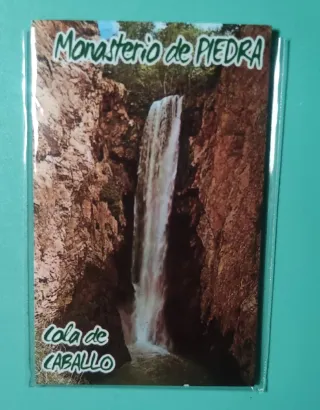 Monasterio de PIEDRA
Cola de
CABALLO